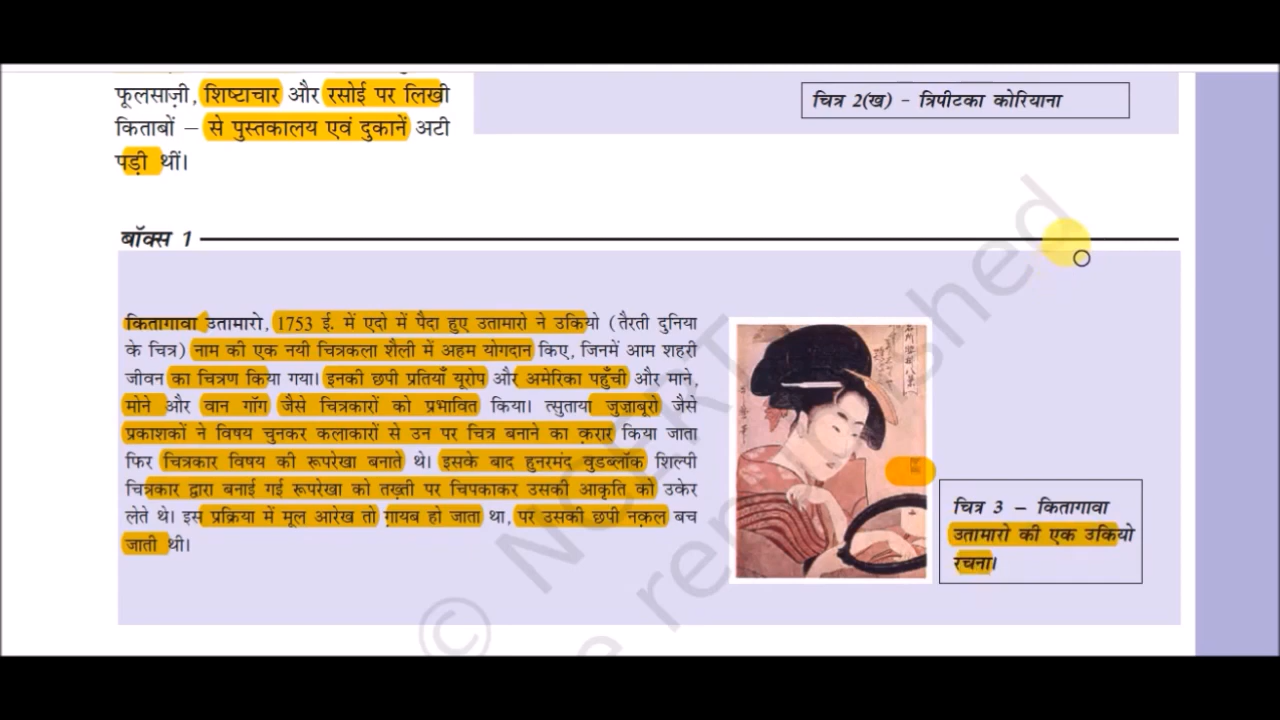 फूलसाज़ी, शिष्टाचार और रसोई पर लिखी
किताबों – से पुस्तकालय एवं दुकानें अटी
पड़ी थीं।
चित्र 2(ख) - त्रिपीटका कोरियाना
बॉक्स 1
कितागावा उतामारो, 1753 ई. में एदो में पैदा हुए उतामारो ने उकियो (तैरती दुनिया
के चित्र) नाम की एक नयी चित्रकला शैली में अहम योगदान किए, जिनमें आम शहरी
जीवन का चित्रण किया गया। इनकी छपी प्रतियाँ यूरोप और अमेरिका पहुँची और माने,
मोने और वान गॉग जैसे चित्रकारों को प्रभावित किया। त्सुताया जुज़ाबूरो जैसे
प्रकाशकों ने विषय चुनकर कलाकारों से उन पर चित्र बनाने का क़रार किया जाता
फिर चित्रकार विषय की रूपरेखा बनाते थे। इसके बाद हुनरमंद वुडब्लॉक शिल्पी
चित्रकार द्वारा बनाई गई रूपरेखा को तख़्ती पर चिपकाकर उसकी आकृति को उकेर
लेते थे। इस प्रक्रिया में मूल आरेख तो गायब हो जाता था, पर उसकी छपी नक़ल बच
जाती थी।
चित्र 3 – कितागावा
उतामारो की एक उकियो
रचना।